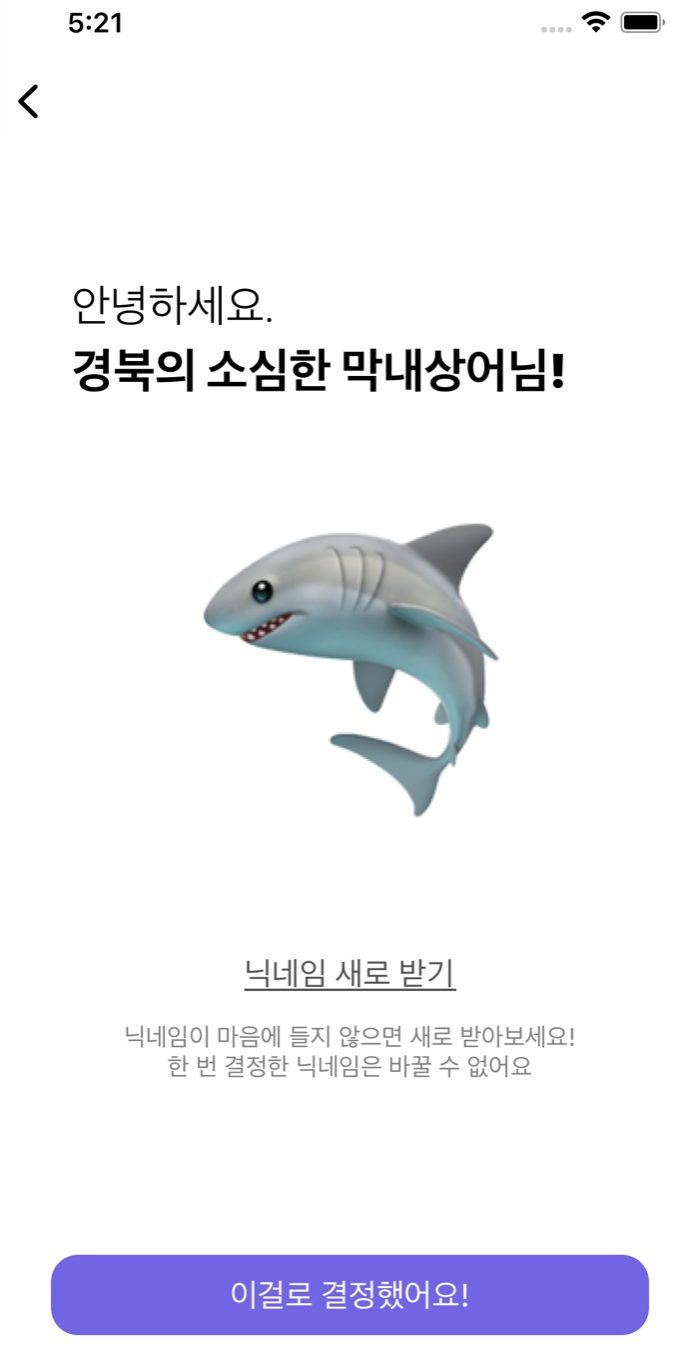 5:21
안녕하세요.
경북의 소심한 막내상어님!
닉네임 새로 받기
닉네임이 마음에 들지 않으면 새로 받아보세요!
한 번 결정한 닉네임은 바꿀 수 없어요
이걸로 결정했어요!